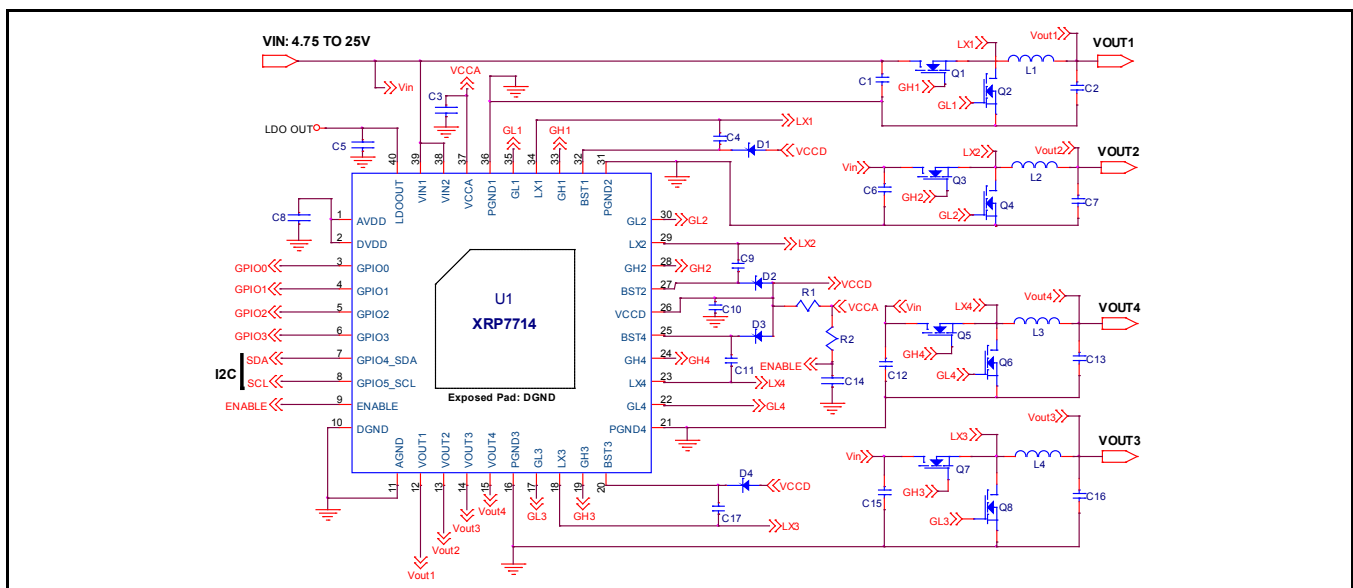 VIN: 4.75 TO 25V
Vin
VCCA
C3
LDO OUT
C5
GL1
GH1
LX1
C4
D1
VCCD
C1
Q1
GH1
LX1
GL1
Q2
L1
Vout1
VOUT1
C2
40
39
38
37
36
35
34
33
32
31
LDOOUT
VIN1
VIN2
VCCA
PGND1
GL1
LX1
GH1
BST1
PGND2
Vin
C6
Q3
GH2
LX2
GL2
Q4
L2
Vout2
VOUT2
C7
C8
1 AVDD
2 DVDD
GPIO0 3 GPIO0
GPIO1 4 GPIO1
GPIO2 5 GPIO2
GPIO3 6 GPIO3
I2C
SDA 7 GPIO4_SDA
SCL 8 GPIO5_SCL
ENABLE 9 ENABLE
10 DGND
U1
XRP7714
Exposed Pad: DGND
GL2 30 GL2
LX2 29 LX2
GH2 28 GH2
BST2 27
VCCD 26
BST4 25
GH4 24 GH4
LX4 23 LX4
GL4 22 GL4
PGND4 21
C9
D2
VCCD
C10
R1
VCCA
D3
R2
C11
ENABLE
C14
Vin
C12
Q5
GH4
LX4
GL4
Q6
L3
Vout4
VOUT4
C13
AGND
VOUT1
VOUT2
VOUT3
VOUT4
PGND3
GL3
LX3
GH3
BST3
11
12
13
14
15
16
17
18
19
20
Vout1
Vout2
Vout3
Vout4
GL3
GH3
D4
VCCD
C17
LX3
Vin
C15
Q7
GH3
LX3
GL3
Q8
L4
Vout3
VOUT3
C16